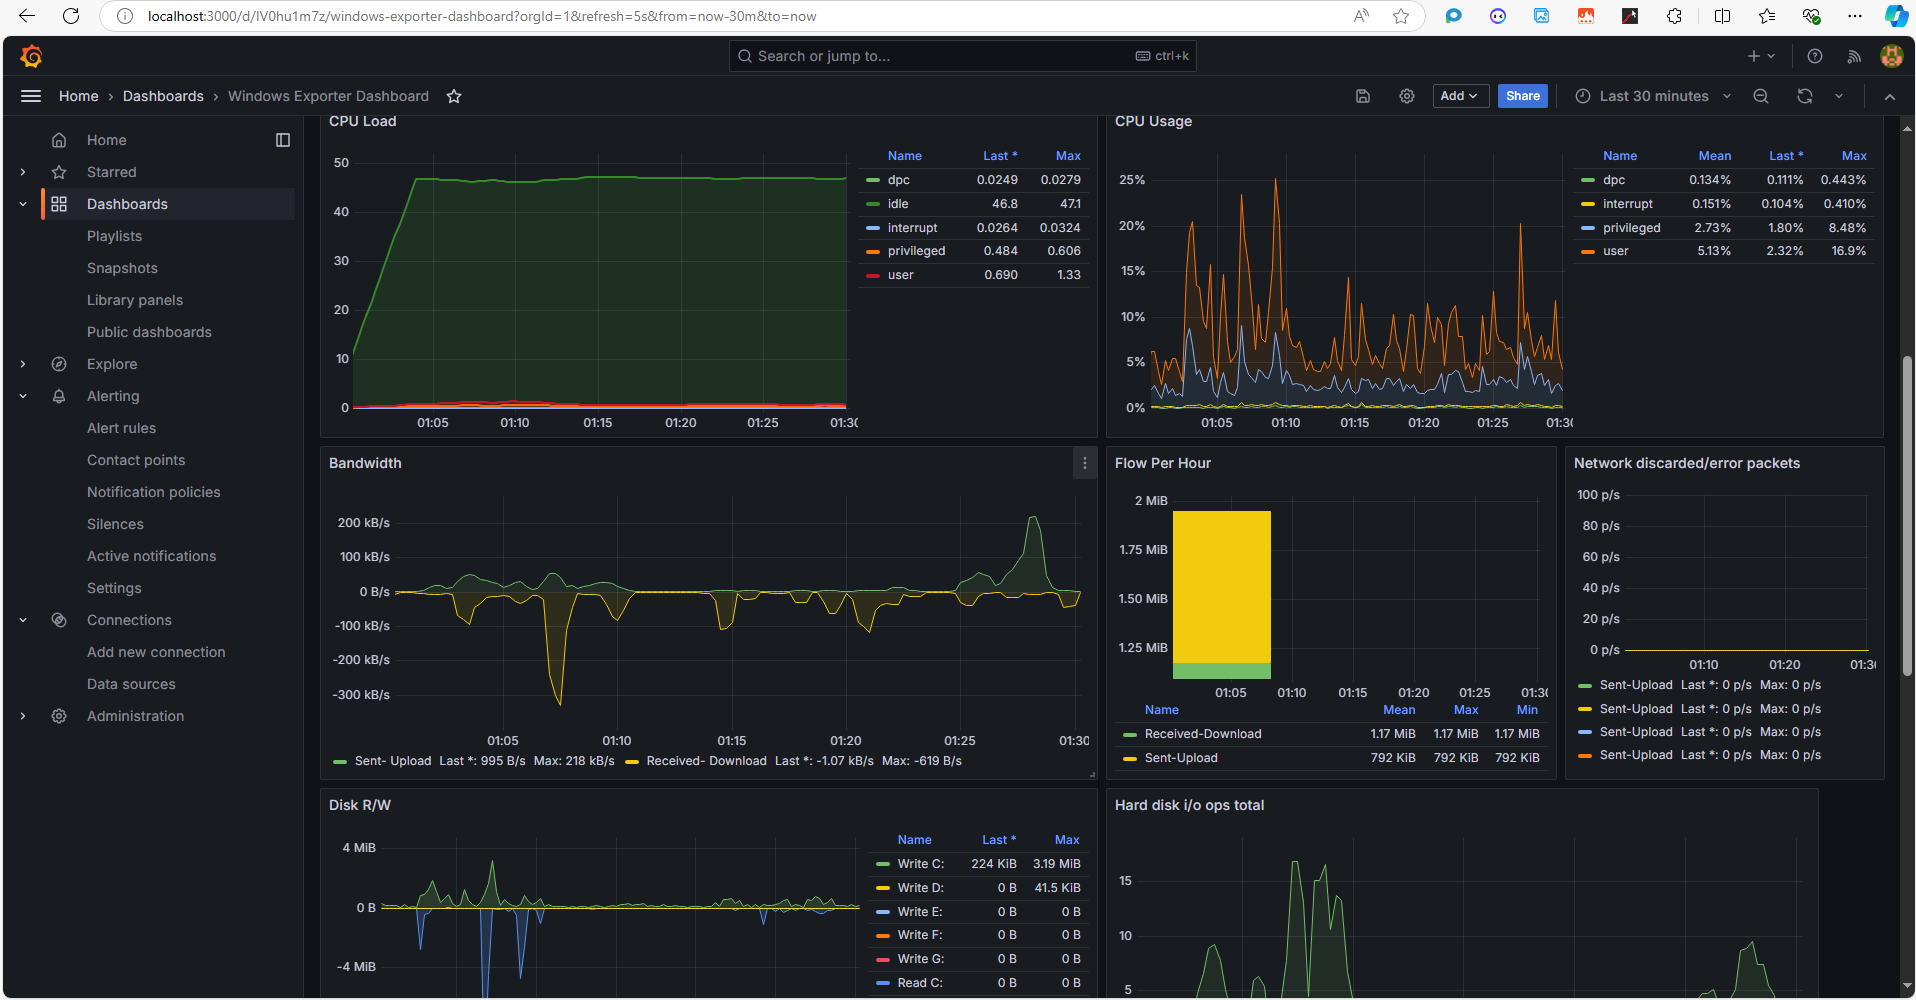 localhost:3000/d/IV0hu1m7z/windows-exporter-dashboard?orgId=1&refresh=5s&from=now-30m&to=now
Search or jump to... ctrl+k
Home › Dashboards › Windows Exporter Dashboard
Add Share Last 30 minutes
Home
Starred
Dashboards
Playlists
Snapshots
Library panels
Public dashboards
Explore
Alerting
Alert rules
Contact points
Notification policies
Silences
Active notifications
Settings
Connections
Add new connection
Data sources
Administration
CPU Load
50
40
30
20
10
0
01:05 01:10 01:15 01:20 01:25 01:30
Name Last * Max
dpc 0.0249 0.0279
idle 46.8 47.1
interrupt 0.0264 0.0324
privileged 0.484 0.606
user 0.690 1.33
CPU Usage
25%
20%
15%
10%
5%
0%
01:05 01:10 01:15 01:20 01:25 01:30
Name Mean Last * Max
dpc 0.134% 0.111% 0.443%
interrupt 0.151% 0.104% 0.410%
privileged 2.73% 1.80% 8.48%
user 5.13% 2.32% 16.9%
Bandwidth
200 kB/s
100 kB/s
0 B/s
-100 kB/s
-200 kB/s
-300 kB/s
01:05 01:10 01:15 01:20 01:25 01:30
Sent- Upload Last *: 995 B/s Max: 218 kB/s Received- Download Last *: -1.07 kB/s Max: -619 B/s
Flow Per Hour
2 MiB
1.75 MiB
1.50 MiB
1.25 MiB
01:05 01:10 01:15 01:20 01:25 01:30
Name Mean Max Min
Received-Download 1.17 MiB 1.17 MiB 1.17 MiB
Sent-Upload 792 KiB 792 KiB 792 KiB
Network discarded/error packets
100 p/s
80 p/s
60 p/s
40 p/s
20 p/s
0 p/s
01:10 01:20 01:30
Sent-Upload Last *: 0 p/s Max: 0 p/s
Sent-Upload Last *: 0 p/s Max: 0 p/s
Sent-Upload Last *: 0 p/s Max: 0 p/s
Sent-Upload Last *: 0 p/s Max: 0 p/s
Disk R/W
4 MiB
0 B
-4 MiB
Name Last * Max
Write C: 224 KiB 3.19 MiB
Write D: 0 B 41.5 KiB
Write E: 0 B 0 B
Write F: 0 B 0 B
Write G: 0 B 0 B
Read C: 0 B 0 B
Hard disk i/o ops total
15
10
5